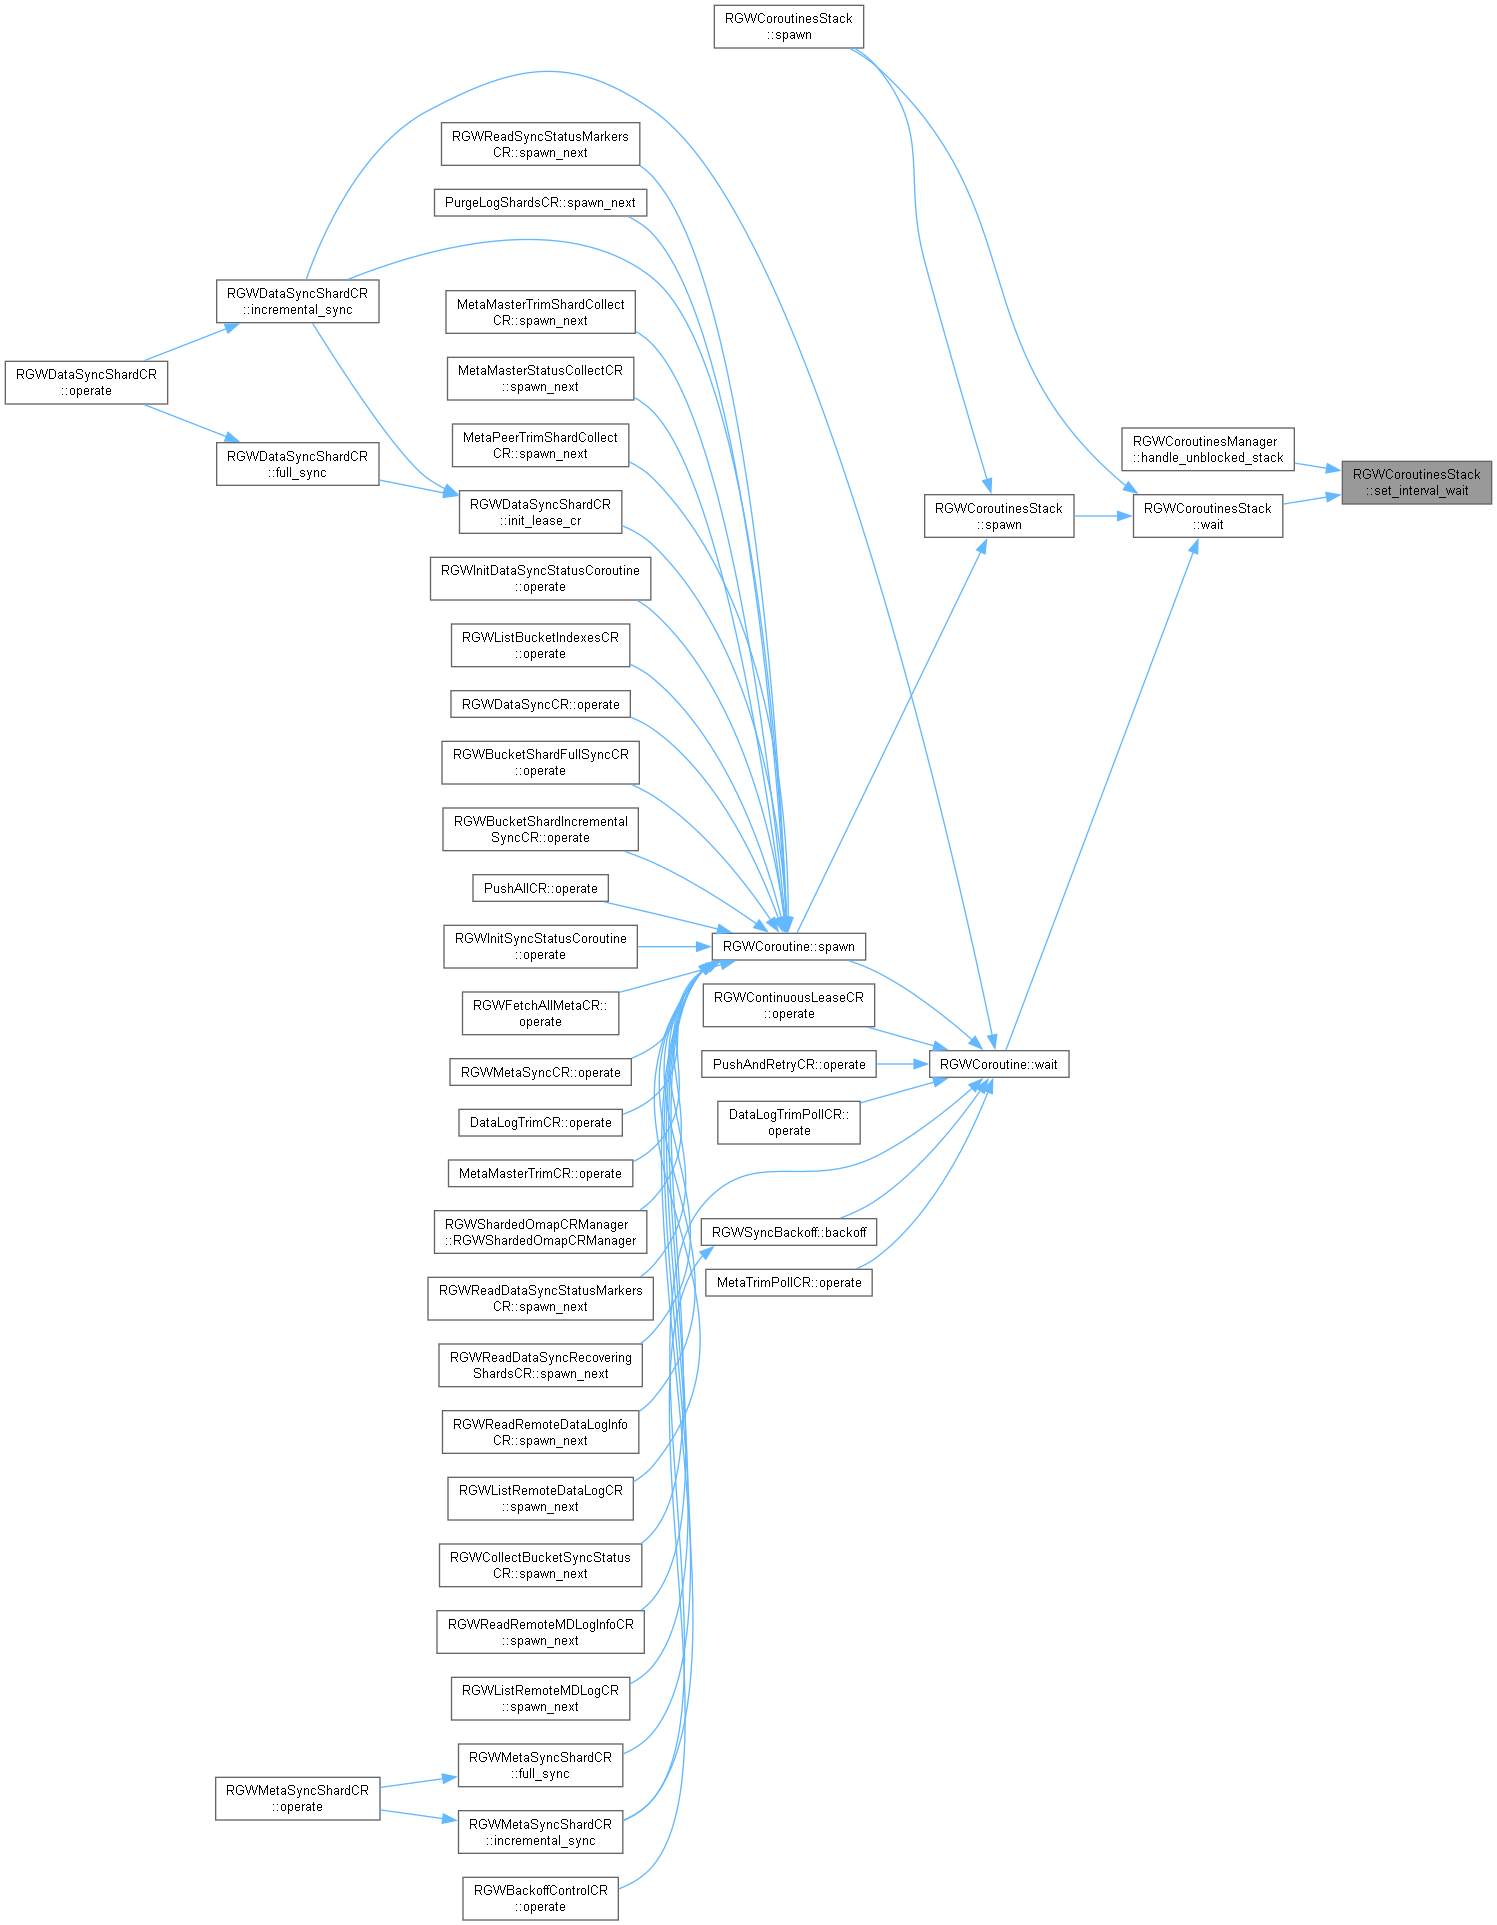 RGWCoroutinesStack
::spawn
RGWReadSyncStatusMarkers
CR::spawn_next
PurgeLogShardsCR::spawn_next
RGWDataSyncShardCR
::incremental_sync
MetaMasterTrimShardCollect
CR::spawn_next
RGWDataSyncShardCR
::operate
MetaMasterStatusCollectCR
::spawn_next
RGWDataSyncShardCR
::full_sync
MetaPeerTrimShardCollect
CR::spawn_next
RGWCoroutinesManager
::handle_unblocked_stack
RGWCoroutinesStack
::set_interval_wait
RGWDataSyncShardCR
::init_lease_cr
RGWCoroutinesStack
::spawn
RGWCoroutinesStack
::wait
RGWInitDataSyncStatusCoroutine
::operate
RGWListBucketIndexesCR
::operate
RGWDataSyncCR::operate
RGWBucketShardFullSyncCR
::operate
RGWBucketShardIncremental
SyncCR::operate
PushAllCR::operate
RGWInitSyncStatusCoroutine
::operate
RGWCoroutine::spawn
RGWFetchAllMetaCR::
operate
RGWContinuousLeaseCR
::operate
RGWMetaSyncCR::operate
PushAndRetryCR::operate
RGWCoroutine::wait
DataLogTrimCR::operate
DataLogTrimPollCR::
operate
MetaMasterTrimCR::operate
RGWShardedOmapCRManager
::RGWShardedOmapCRManager
RGWSyncBackoff::backoff
RGWReadDataSyncStatusMarkers
CR::spawn_next
MetaTrimPollCR::operate
RGWReadDataSyncRecovering
ShardsCR::spawn_next
RGWReadRemoteDataLogInfo
CR::spawn_next
RGWListRemoteDataLogCR
::spawn_next
RGWCollectBucketSyncStatus
CR::spawn_next
RGWReadRemoteMDLogInfoCR
::spawn_next
RGWListRemoteMDLogCR
::spawn_next
RGWMetaSyncShardCR
::full_sync
RGWMetaSyncShardCR
::operate
RGWMetaSyncShardCR
::incremental_sync
RGWBackoffControlCR
::operate